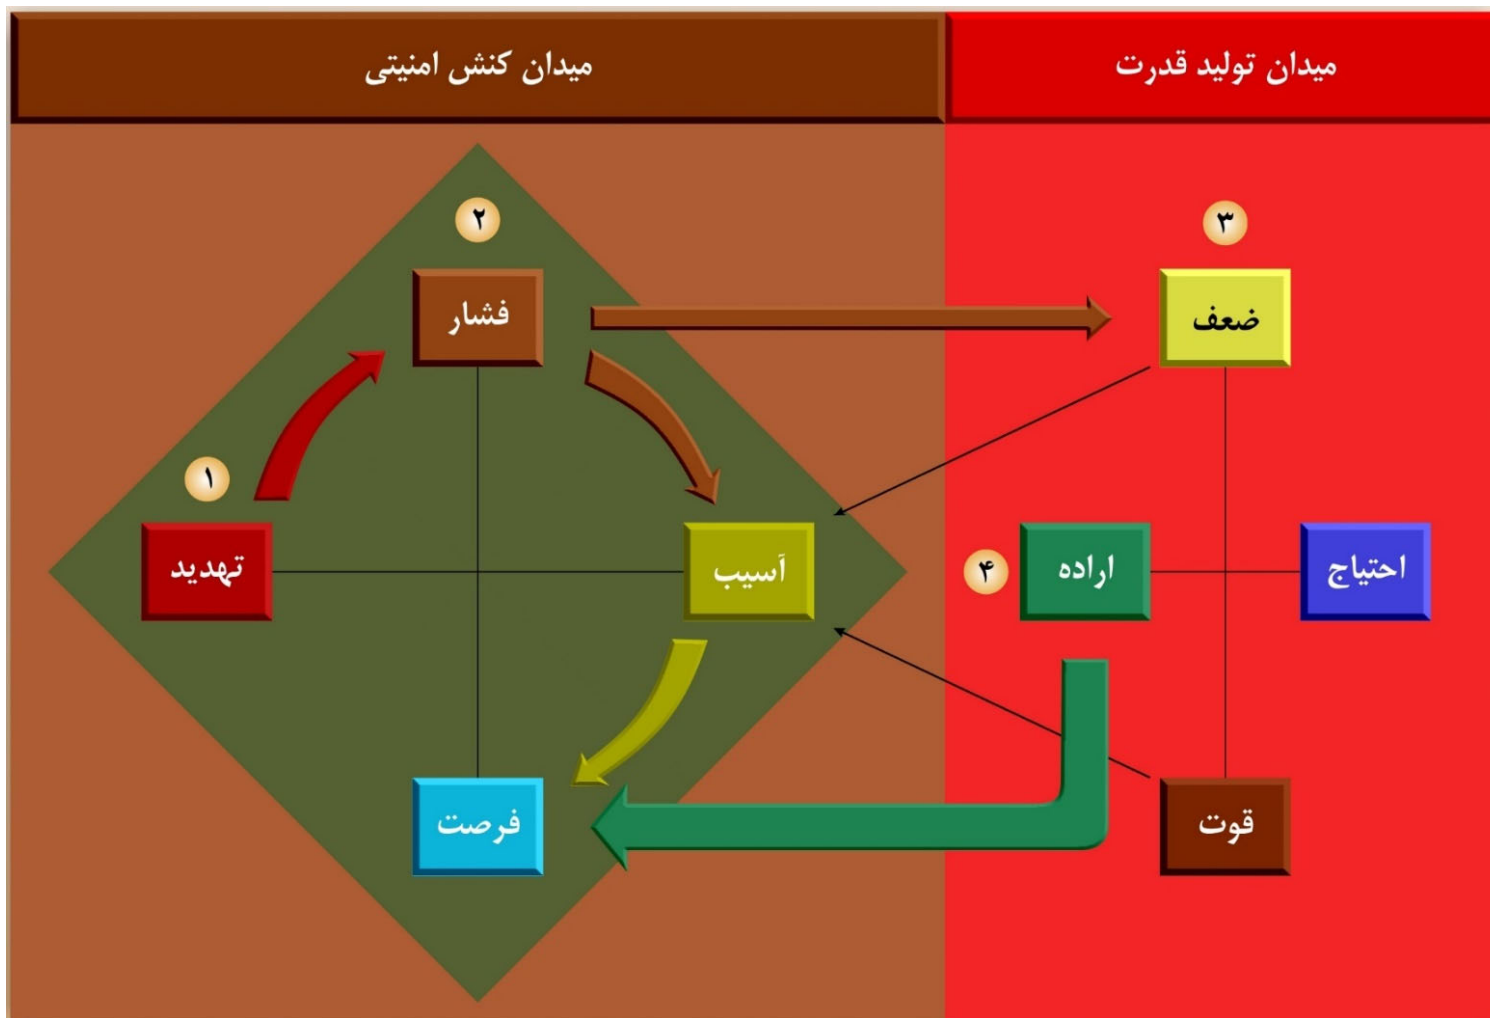 میدان تولید قدرت
میدان کنش امنیتی
۳
ضعف
۲
فشار
احتیاج
اراده
۴
آسیب
۱
تهدید
قوت
فرصت